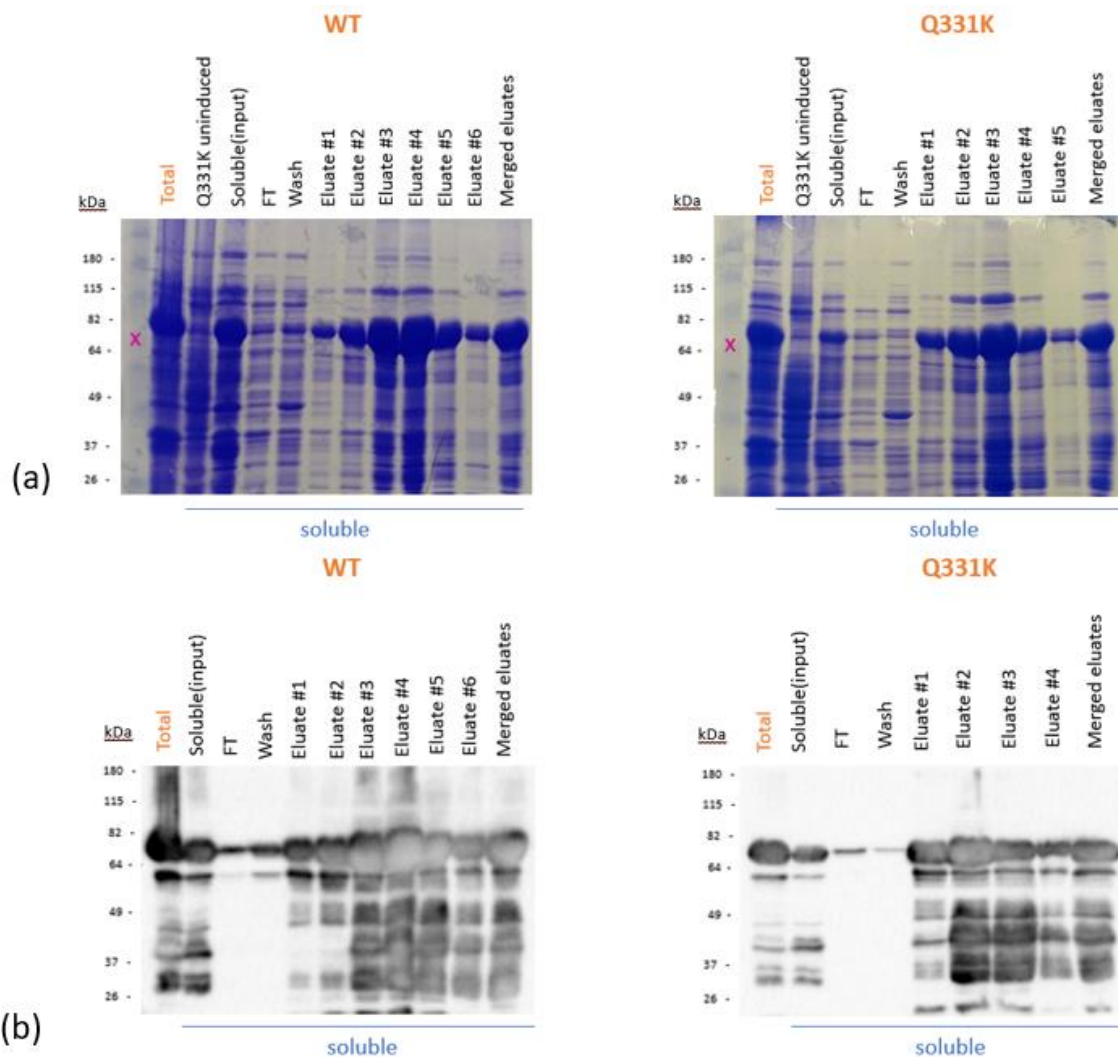 WT
kDa
Total
Q331K uninduced
Soluble(input)
FT
Wash
Eluate #1
Eluate #2
Eluate #3
Eluate #4
Eluate #5
Eluate #6
Merged eluates
180 -
115 -
82 -
X
64 -
49 -
37 -
26 -
soluble
Q331K
kDa
Total
Q331K uninduced
Soluble(input)
FT
Wash
Eluate #1
Eluate #2
Eluate #3
Eluate #4
Eluate #5
Merged eluates
180 -
115 -
82 -
X
64 -
49 -
37 -
26 -
soluble
(a)
WT
kDa
Total
Soluble(input)
FT
Wash
Eluate #1
Eluate #2
Eluate #3
Eluate #4
Eluate #5
Eluate #6
Merged eluates
180 -
115 -
82 -
64 -
49 -
37 -
26 -
soluble
Q331K
kDa
Total
Soluble(input)
FT
Wash
Eluate #1
Eluate #2
Eluate #3
Eluate #4
Merged eluates
180 -
115 -
82 -
64 -
49 -
37 -
26 -
soluble
(b)